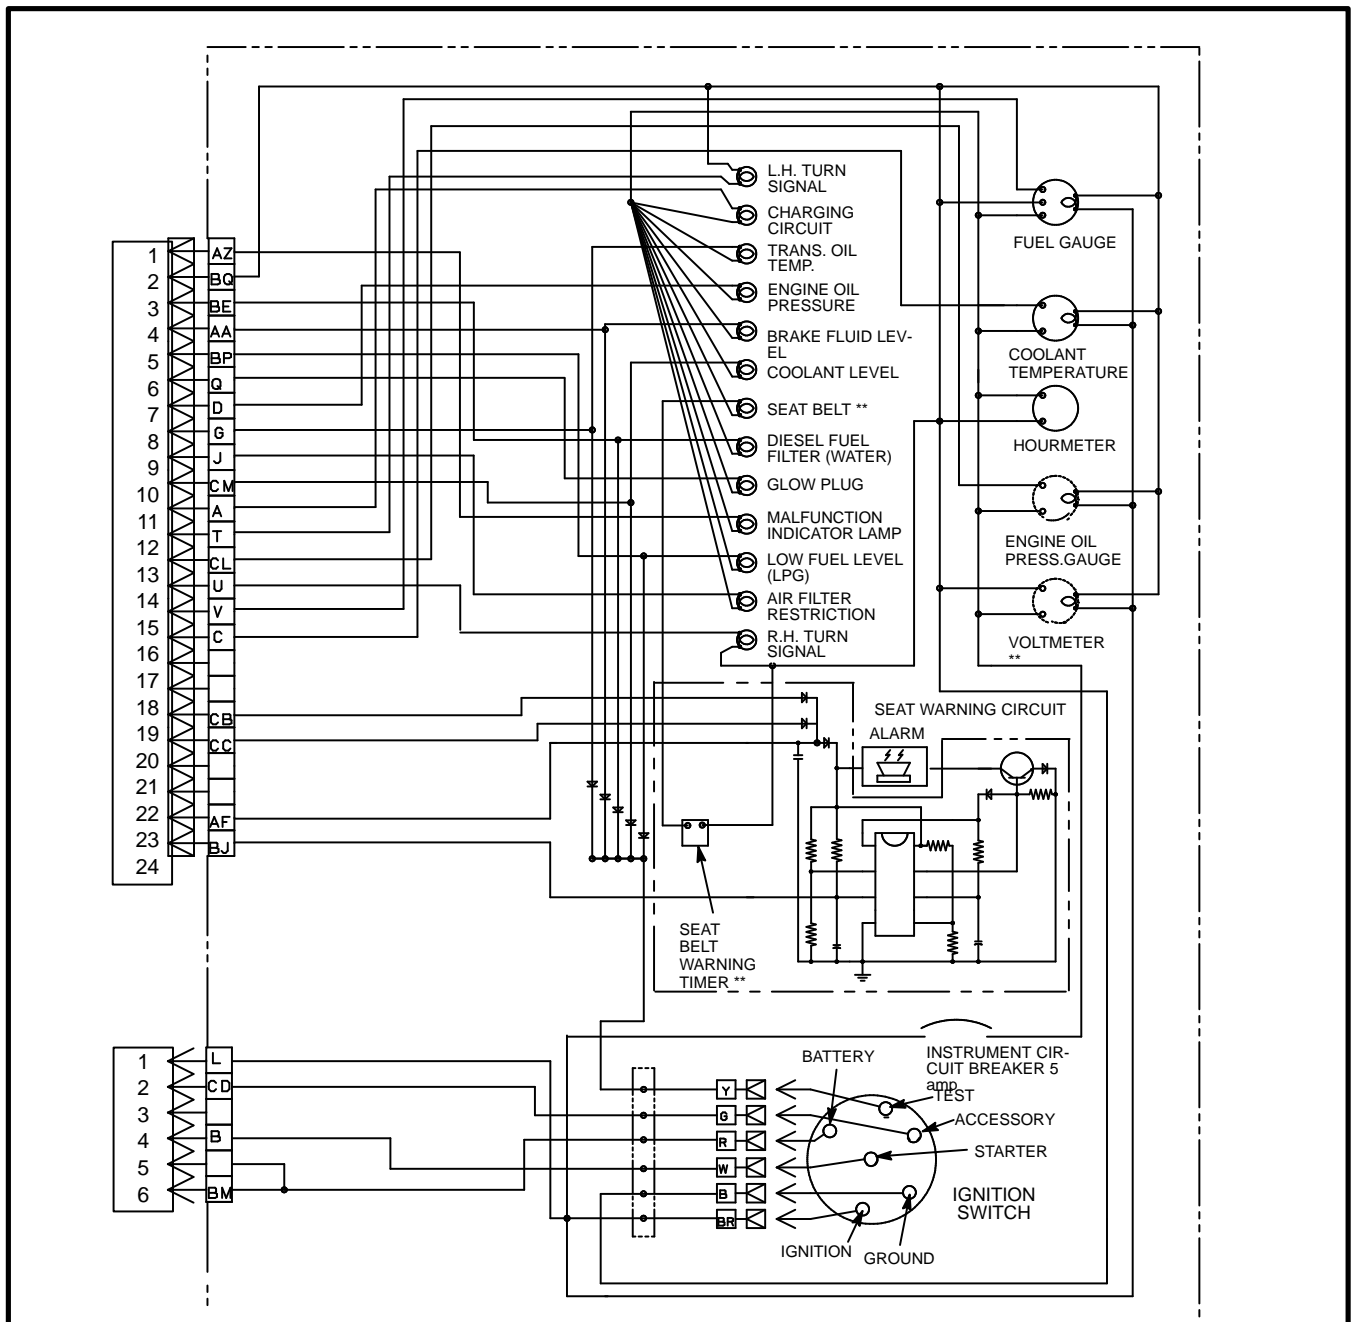 L.H. TURN
SIGNAL
CHARGING
CIRCUIT
TRANS. OIL
TEMP.
ENGINE OIL
PRESSURE
BRAKE FLUID LEV-
EL
COOLANT LEVEL
SEAT BELT **
DIESEL FUEL
FILTER (WATER)
GLOW PLUG
MALFUNCTION
INDICATOR LAMP
LOW FUEL LEVEL
(LPG)
AIR FILTER
RESTRICTION
R.H. TURN
SIGNAL
FUEL GAUGE
COOLANT
TEMPERATURE
HOURMETER
ENGINE OIL
PRESS.GAUGE
VOLTMETER
**
1 AZ
2 BQ
3 BE
4 AA
5 BP
6 Q
7 D
8 G
9 J
10 CM
11 A
12 T
13 CL
14 U
15 V
16 C
17
18
19 CB
20 CC
21
22
23 AF
24 BJ
SEAT WARNING CIRCUIT
ALARM
SEAT
BELT
WARNING
TIMER **
1 L
2 CD
3
4 B
5
6 BM
Y
G
R
W
B
BR
BATTERY
INSTRUMENT CIR-
CUIT BREAKER 5
amp
TEST
ACCESSORY
STARTER
IGNITION
SWITCH
IGNITION
GROUND